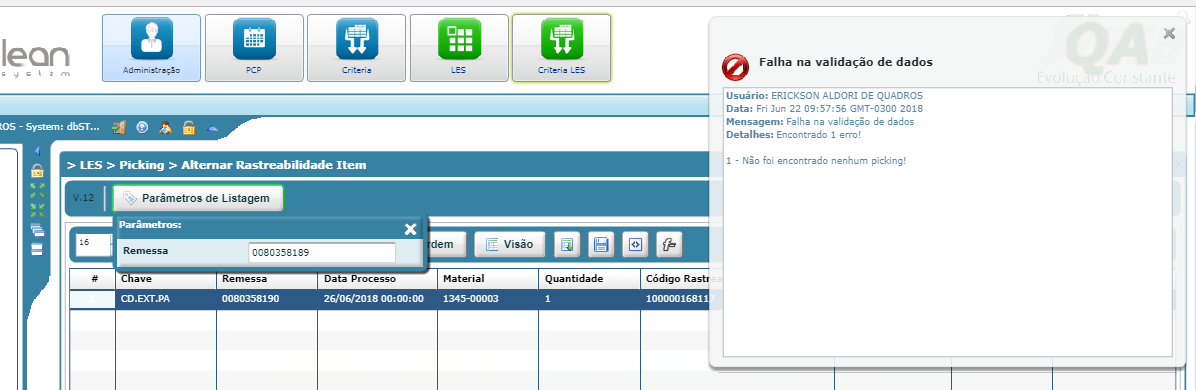 lean
system
Administração
PCP
Criteria
LES
Criteria LES
QA
Evolução Constante
Falha na validação de dados
Usuário: ERICKSON ALDORI DE QUADROS
Data: Fri Jun 22 09:57:56 GMT-0300 2018
Mensagem: Falha na validação de dados
Detalhes: Encontrado 1 erro!
1 - Não foi encontrado nenhum picking!
ROS - System: dbST...
> LES > Picking > Alternar Rastreabilidade Item
V.12
Parâmetros de Listagem
Parâmetros:
Remessa
0080358189
16
rdem
Visão
# Chave Remessa Data Processo Material Quantidade Código Rastrea
CD.EXT.PA 0080358190 26/06/2018 00:00:00 1345-00003 1 10000016811